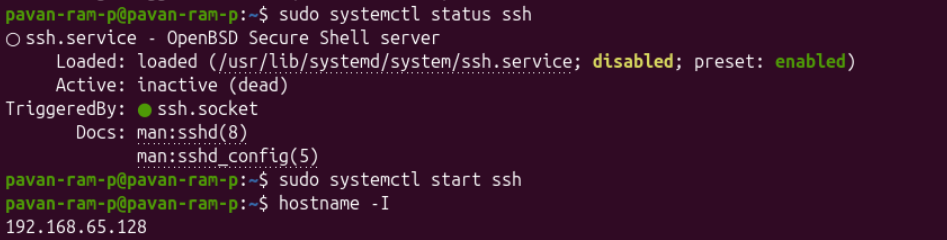 pavan-ram-p@pavan-ram-p:~$ sudo systemctl status ssh
○ ssh.service - OpenBSD Secure Shell server
Loaded: loaded (/usr/lib/systemd/system/ssh.service; disabled; preset: enabled)
Active: inactive (dead)
TriggeredBy: ● ssh.socket
Docs: man:sshd(8)
man:sshd_config(5)
pavan-ram-p@pavan-ram-p:~$ sudo systemctl start ssh
pavan-ram-p@pavan-ram-p:~$ hostname -I
192.168.65.128